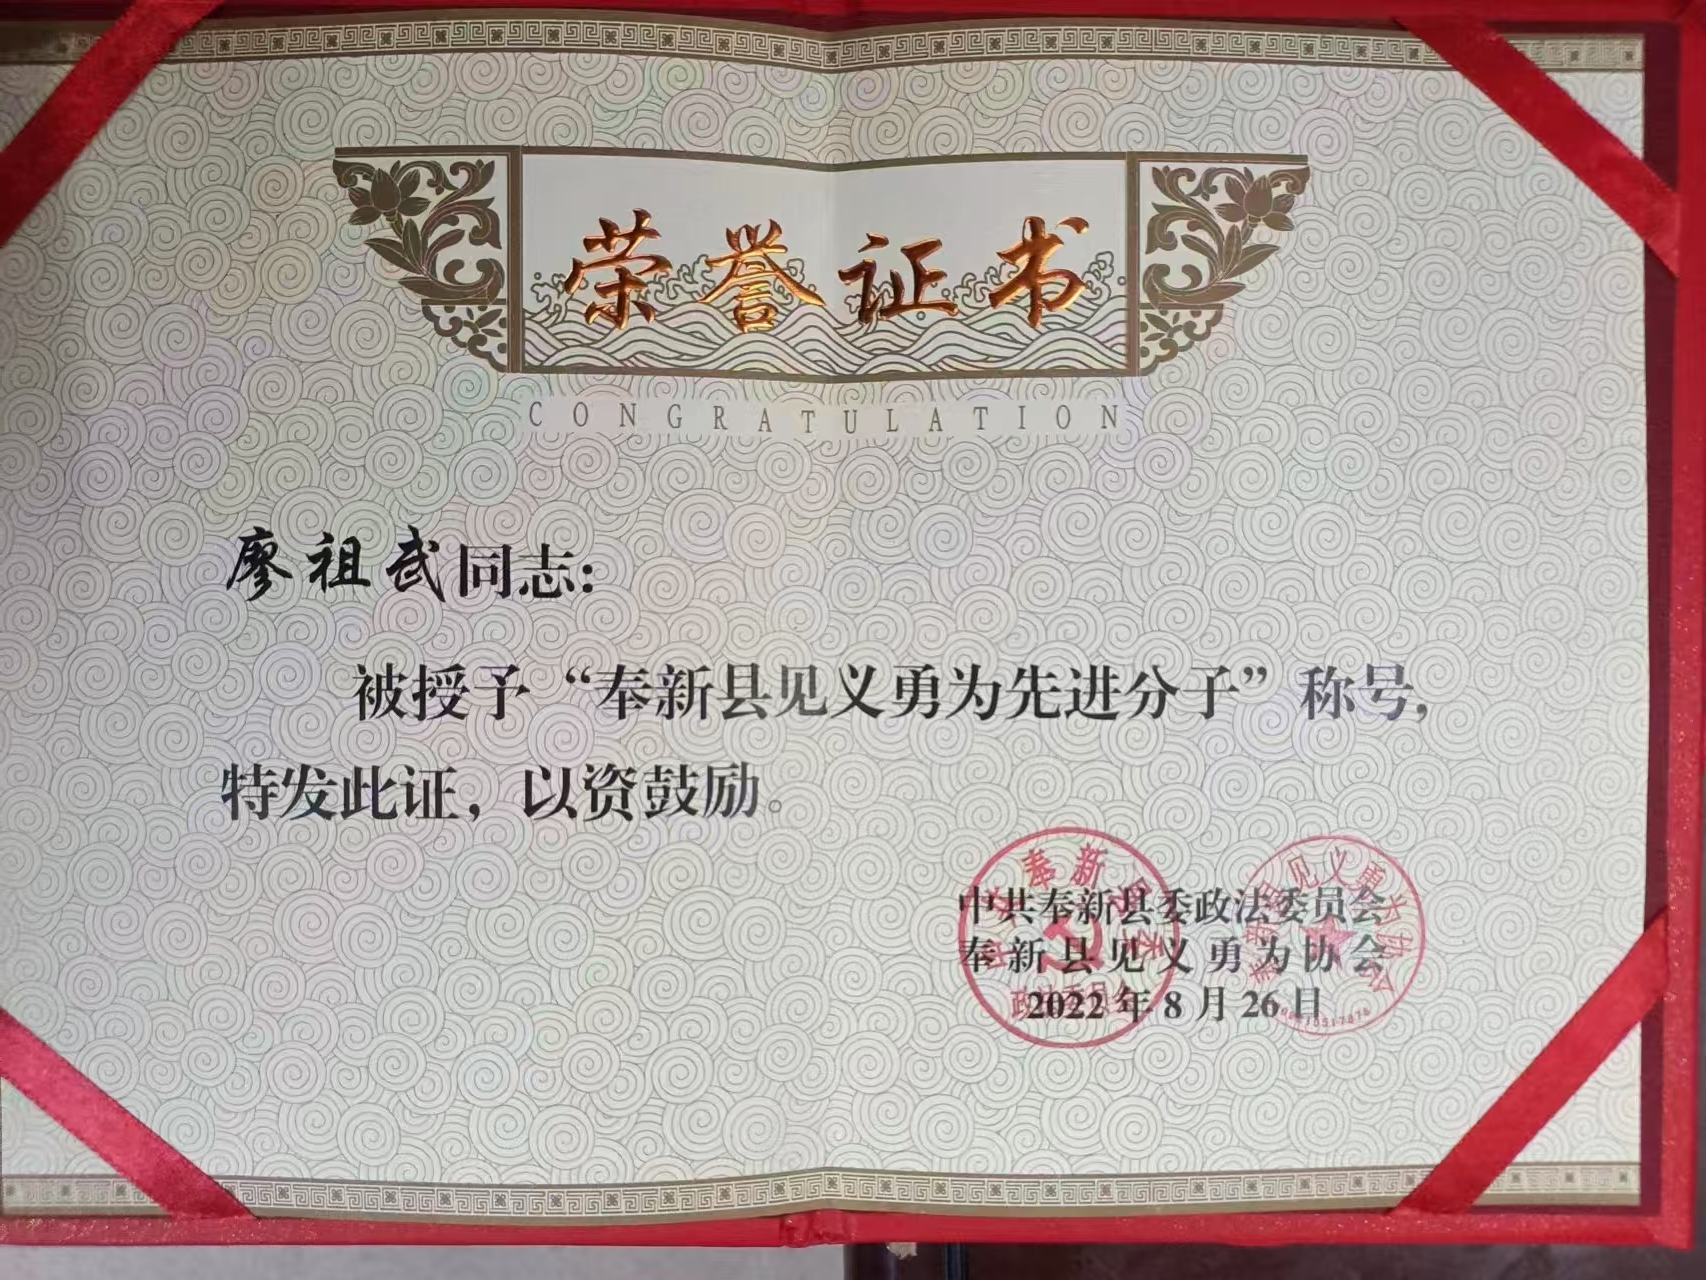 荣誉证书
CONGRATULATION
廖祖武同志：
被授予“奉新县见义勇为先进分子”称号，
特发此证，以资鼓励。
中共奉新县委政法委员会
奉新县见义勇为协会
2022年8月26日